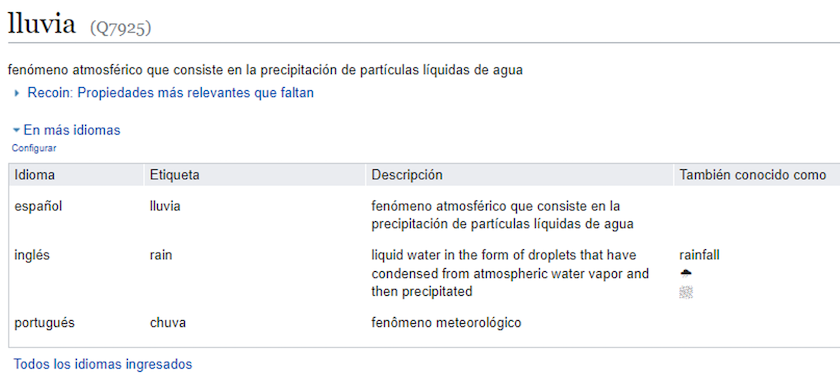 lluvia (Q7925)
fenómeno atmosférico que consiste en la precipitación de partículas líquidas de agua
Recoin: Propiedades más relevantes que faltan
En más idiomas
Configurar
Idioma Etiqueta Descripción También conocido como
español lluvia fenómeno atmosférico que consiste en la
precipitación de partículas líquidas de agua
inglés rain liquid water in the form of droplets that have rainfall
condensed from atmospheric water vapor and
then precipitated
portugués chuva fenômeno meteorológico
Todos los idiomas ingresados